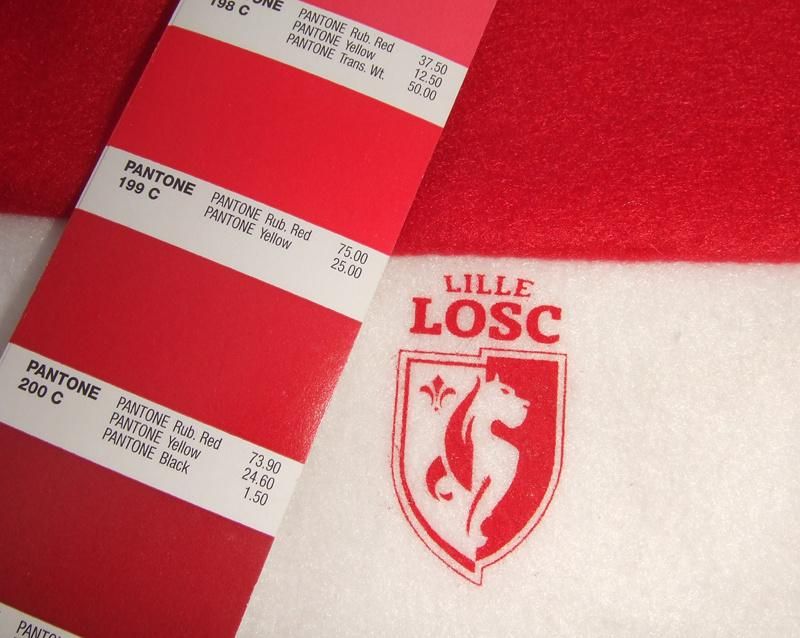 PANTONE
198 C
PANTONE Rub. Red 37.50
PANTONE Yellow 12.50
PANTONE Trans. Wt. 50.00
PANTONE
199 C
PANTONE Rub. Red 75.00
PANTONE Yellow 25.00
PANTONE
200 C
PANTONE Rub. Red 73.90
PANTONE Yellow 24.60
PANTONE Black 1.50
PANTO
LILLE
LOSC